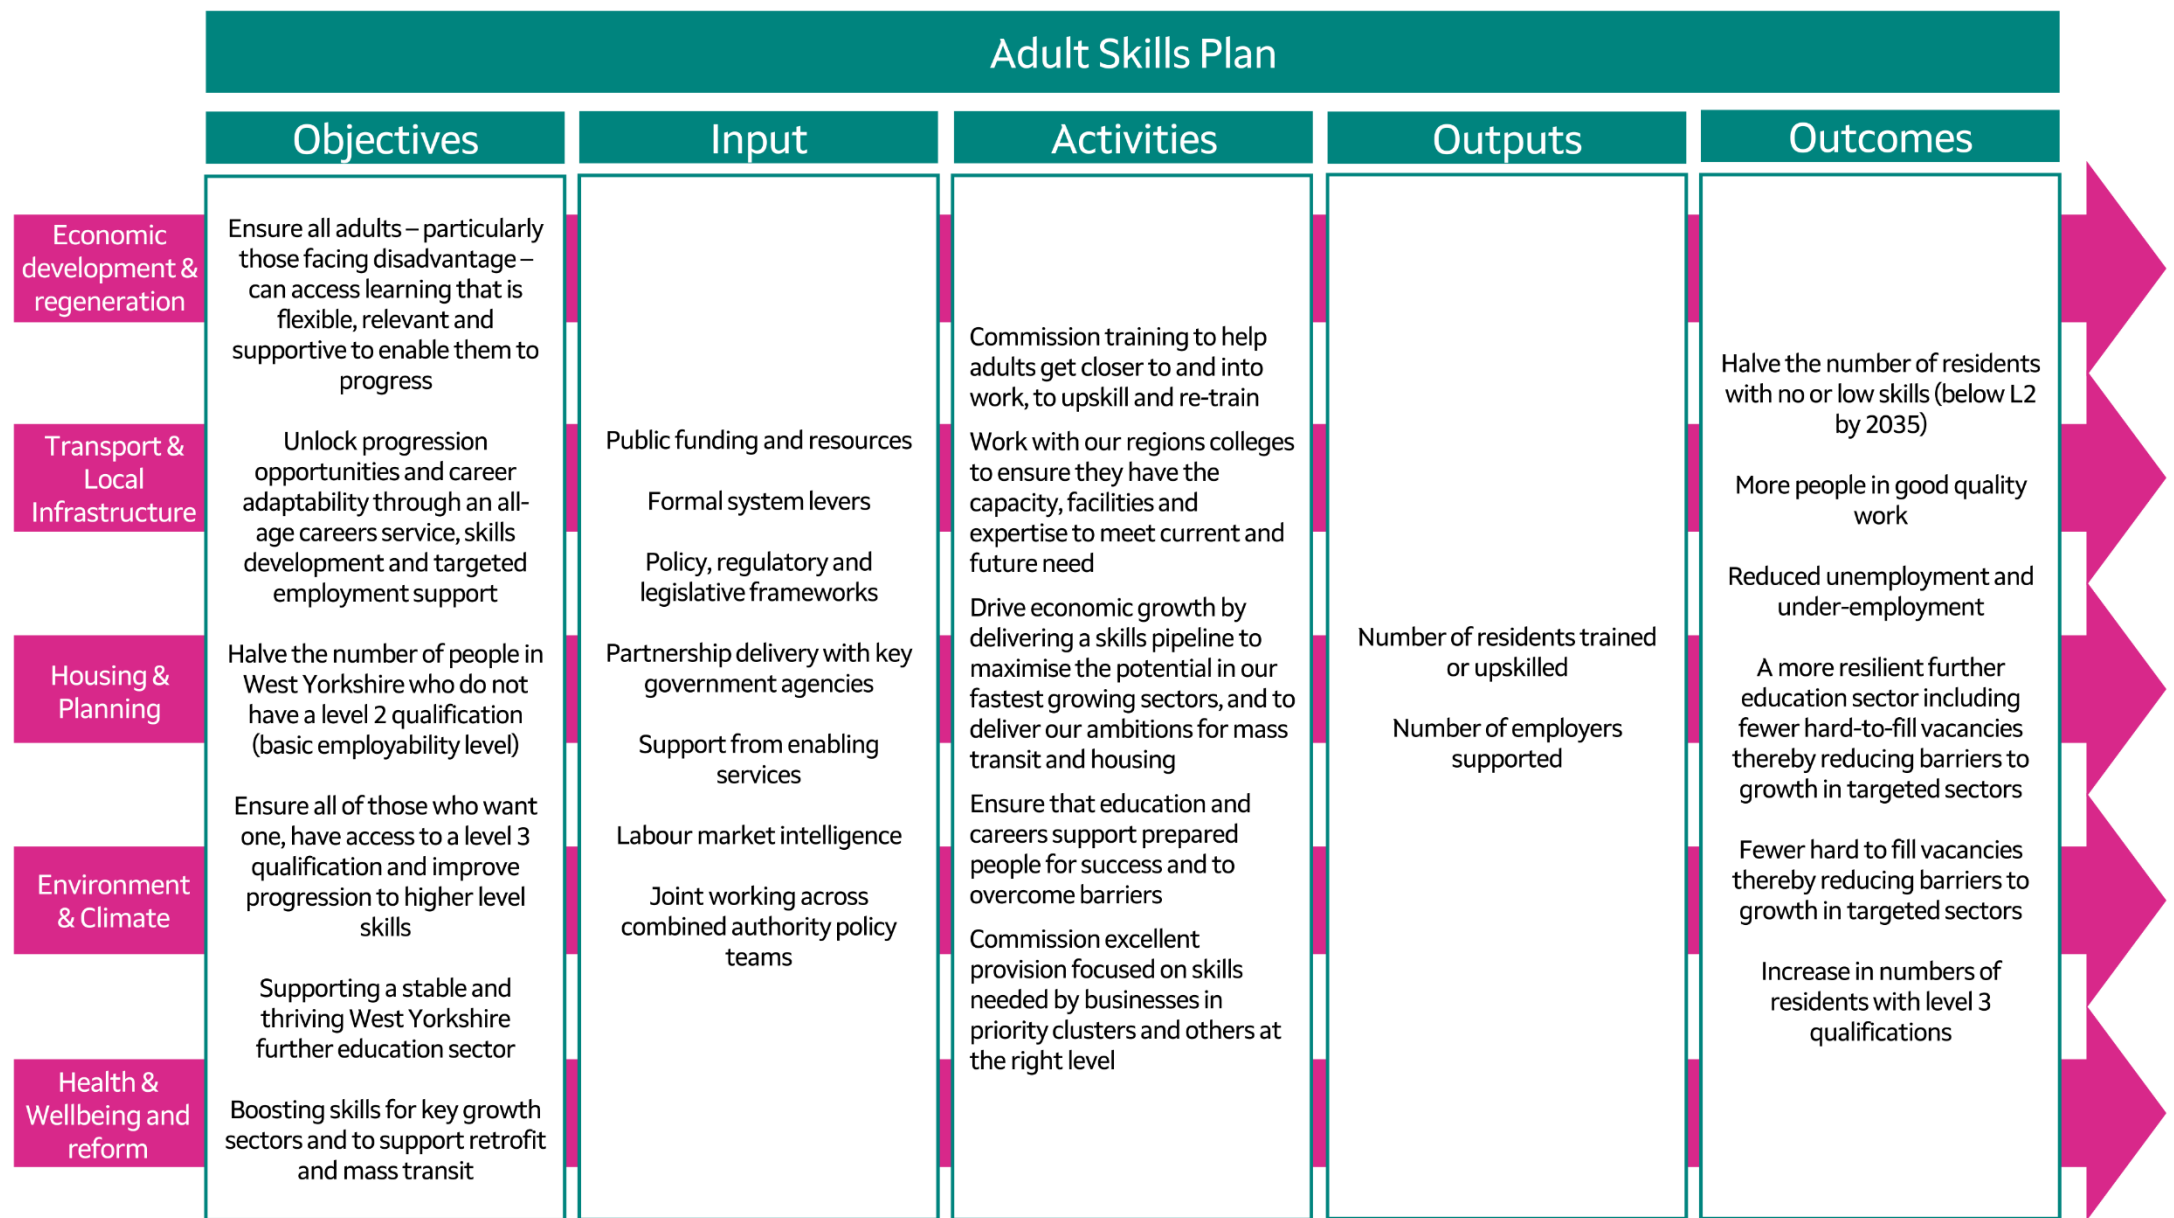 Adult Skills Plan
Objectives
Input
Activities
Outputs
Outcomes
Economic
development &
regeneration
Transport &
Local
Infrastructure
Housing &
Planning
Environment
& Climate
Health &
Wellbeing and
reform
Ensure all adults – particularly
those facing disadvantage –
can access learning that is
flexible, relevant and
supportive to enable them to
progress
Unlock progression
opportunities and career
adaptability through an all-
age careers service, skills
development and targeted
employment support
Halve the number of people in
West Yorkshire who do not
have a level 2 qualification
(basic employability level)
Ensure all of those who want
one, have access to a level 3
qualification and improve
progression to higher level
skills
Supporting a stable and
thriving West Yorkshire
further education sector
Boosting skills for key growth
sectors and to support retrofit
and mass transit
Public funding and resources
Formal system levers
Policy, regulatory and
legislative frameworks
Partnership delivery with key
government agencies
Support from enabling
services
Labour market intelligence
Joint working across
combined authority policy
teams
Commission training to help
adults get closer to and into
work, to upskill and re-train
Work with our regions colleges
to ensure they have the
capacity, facilities and
expertise to meet current and
future need
Drive economic growth by
delivering a skills pipeline to
maximise the potential in our
fastest growing sectors, and to
deliver our ambitions for mass
transit and housing
Ensure that education and
careers support prepared
people for success and to
overcome barriers
Commission excellent
provision focused on skills
needed by businesses in
priority clusters and others at
the right level
Number of residents trained
or upskilled
Number of employers
supported
Halve the number of residents
with no or low skills (below L2
by 2035)
More people in good quality
work
Reduced unemployment and
under-employment
A more resilient further
education sector including
fewer hard-to-fill vacancies
thereby reducing barriers to
growth in targeted sectors
Fewer hard to fill vacancies
thereby reducing barriers to
growth in targeted sectors
Increase in numbers of
residents with level 3
qualifications